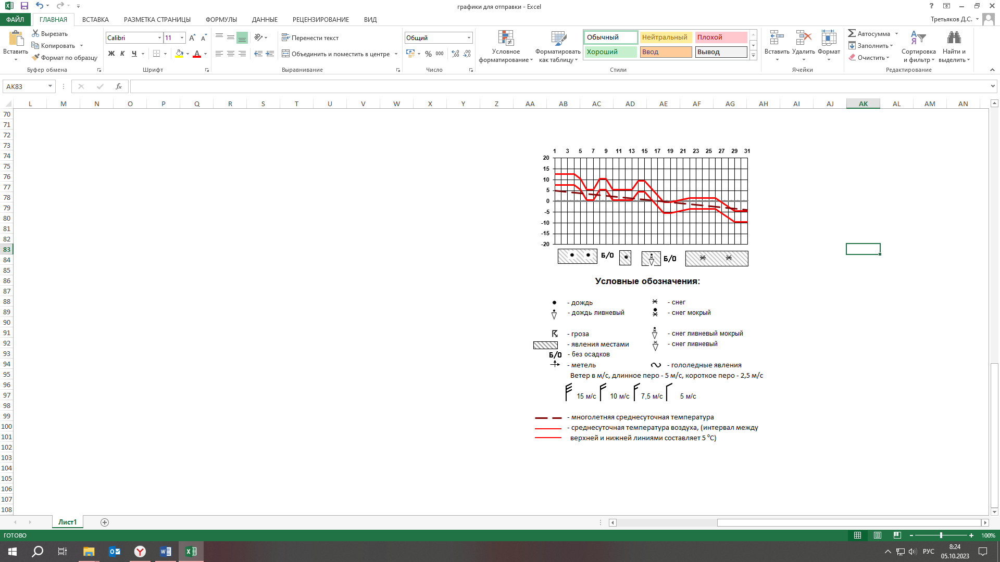 графики для отправки - Excel
ФАЙЛ ГЛАВНАЯ ВСТАВКА РАЗМЕТКА СТРАНИЦЫ ФОРМУЛЫ ДАННЫЕ РЕЦЕНЗИРОВАНИЕ ВИД Третьяков Д.С.
Вставить
Вырезать
Копировать
Формат по образцу
Буфер обмена
Calibri 11
Ж К Ч
Шрифт
Перенести текст
Объединить и поместить в центре
Выравнивание
Общий
% 000
Число
Условное форматирование
Форматировать как таблицу
Обычный Нейтральный Плохой
Хороший Ввод Вывод
Стили
Вставить Удалить Формат
Ячейки
Автосумма
Заполнить
Очистить
Сортировка и фильтр
Найти и выделить
Редактирование
AK83
L M N O P Q R S T U V W X Y Z AA AB AC AD AE AF AG AH AI AJ AK AL AM AN
70
71
72
73
74
75
76
77
78
79
80
81
82
83
84
85
86
87
88
89
90
91
92
93
94
95
96
97
98
99
100
101
102
103
104
105
106
107
108
1 3 5 7 9 11 13 15 17 19 21 23 25 27 29 31
20
15
10
5
0
-5
-10
-15
-20
Б/О Б/О
Условные обозначения:
- дождь - снег
- дождь ливневый - снег мокрый
- гроза - снег ливневый мокрый
- явления местами - снег ливневый
Б/О - без осадков
- метель - гололедные явления
Ветер в м/с, длинное перо - 5 м/с, короткое перо - 2,5 м/с
15 м/с 10 м/с 7,5 м/с 5 м/с
- многолетняя среднесуточная температура
- среднесуточная температура воздуха, (интервал между
верхней и нижней линиями составляет 5 °С)
Лист1
ГОТОВО 100%
РУС 8:24
05.10.2023